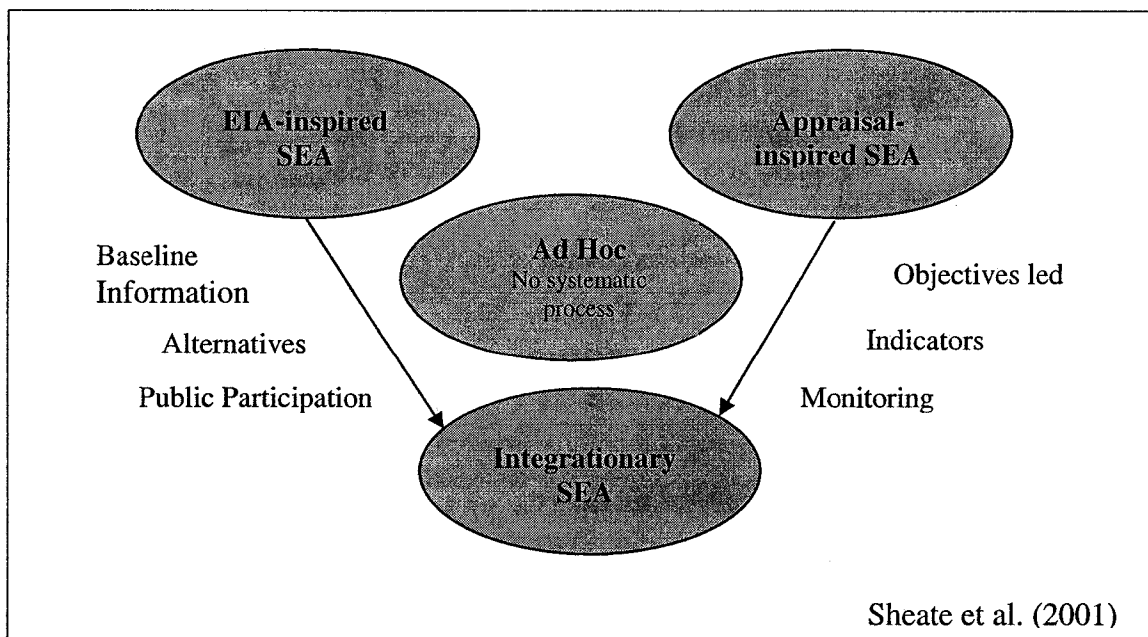 EIA-inspired
SEA
Appraisal-
inspired SEA
Ad Hoc
No systematic
process
Baseline
Information
Alternatives
Public Participation
Objectives led
Indicators
Monitoring
Integrationary
SEA
Sheate et al. (2001)